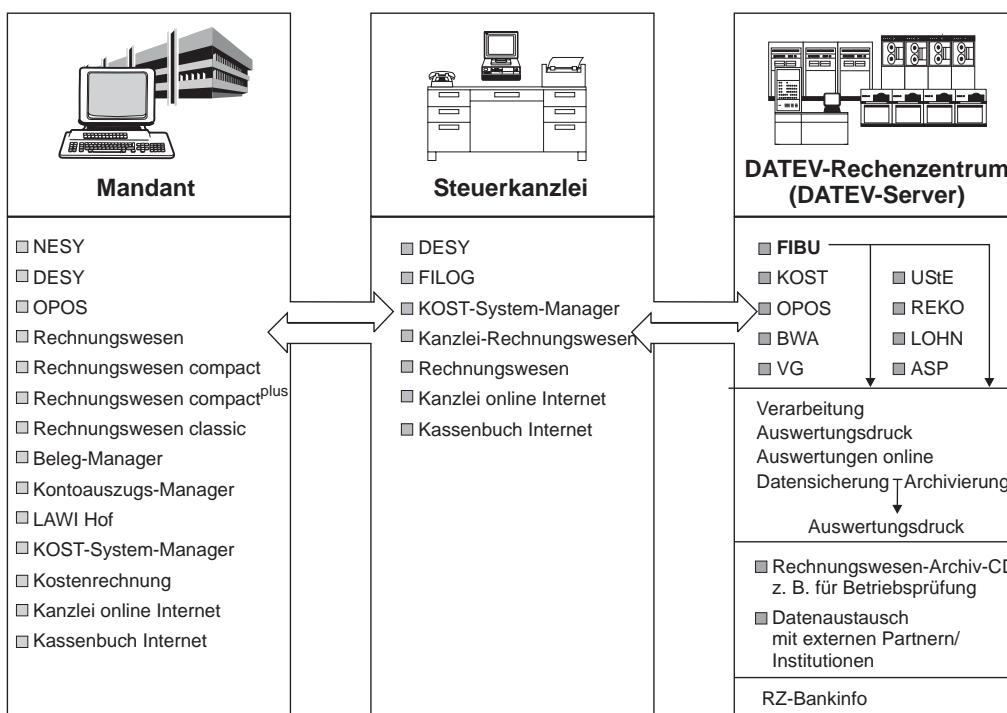 Mandant
NESY
DESY
OPOS
Rechnungswesen
Rechnungswesen compact
Rechnungswesen compactplus
Rechnungswesen classic
Beleg-Manager
Kontoauszugs-Manager
LAWI Hof
KOST-System-Manager
Kostenrechnung
Kanzlei online Internet
Kassenbuch Internet
Steuerkanzlei
DESY
FILOG
KOST-System-Manager
Kanzlei-Rechnungswesen
Rechnungswesen
Kanzlei online Internet
Kassenbuch Internet
DATEV-Rechenzentrum
(DATEV-Server)
FIBU
KOST
OPOS
BWA
VG
UStE
REKO
LOHN
ASP
Verarbeitung
Auswertungsdruck
Auswertungen online
Datensicherung Archivierung
Auswertungsdruck
Rechnungswesen-Archiv-CD
z. B. für Betriebsprüfung
Datenaustausch
mit externen Partnern/
Institutionen
RZ-Bankinfo